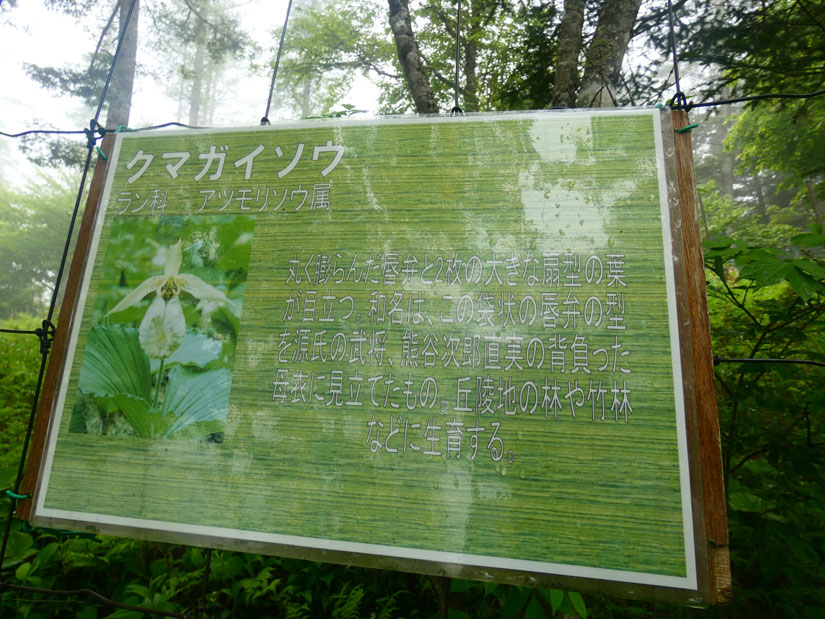 クマガイソウ
ラン科　アツモリソウ属
丸く膨らんだ唇弁と2枚の大きな扇型の葉
が目立つ。和名は、この袋状の唇弁の型
を源氏の武将、熊谷次郎直実の背負った
母衣に見立てたもの。丘陵地の林や竹林
などに生育する。